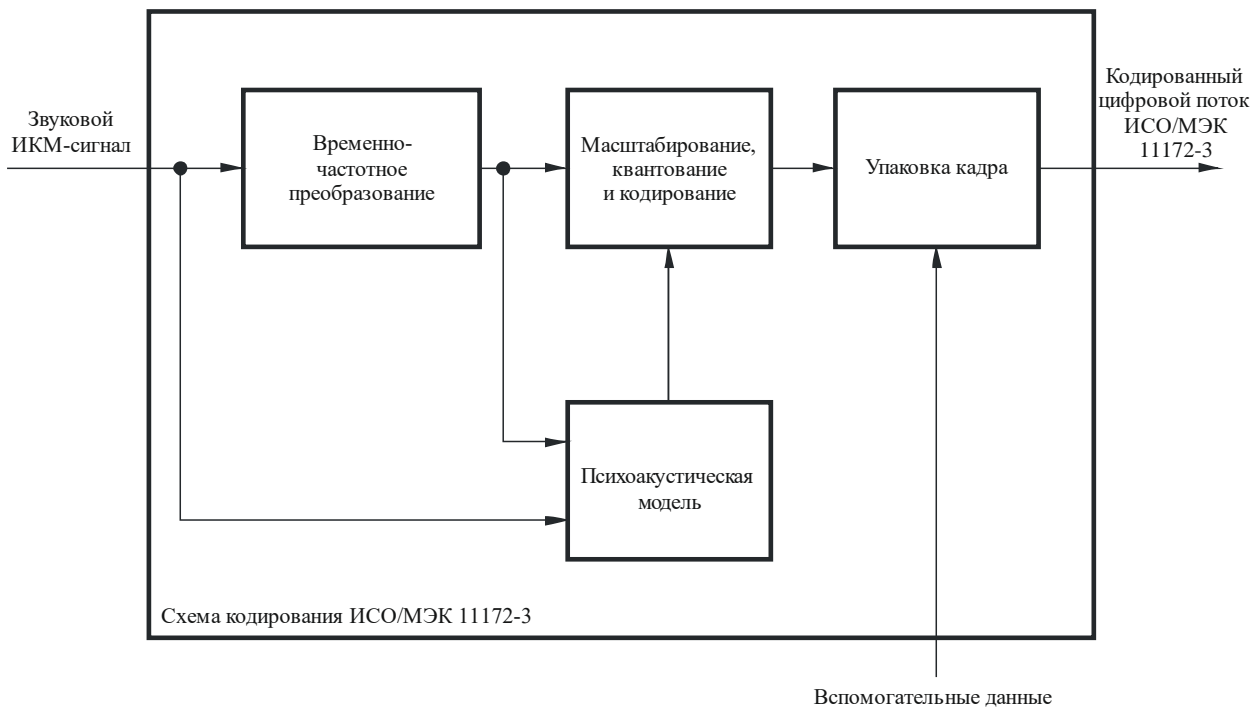 Звуковой
ИКМ-сигнал
Временно-
частотное
преобразование
Масштабирование,
квантование
и кодирование
Упаковка кадра
Кодированный
цифровой поток
ИСО/МЭК
11172-3
Психоакустическая
модель
Схема кодирования ИСО/МЭК 11172-3
Вспомогательные данные